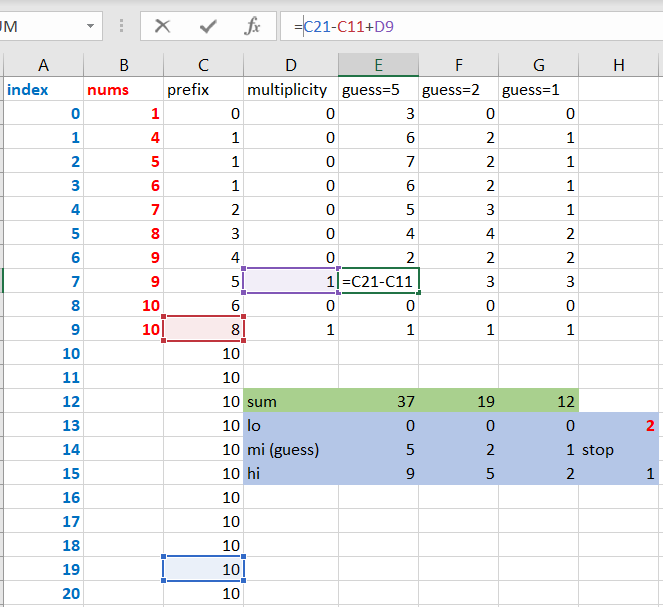 UM =C21-C11+D9
A B C D E F G H
index nums prefix multiplicity guess=5 guess=2 guess=1
0 1 0 0 3 0 0
1 4 1 0 6 2 1
2 5 1 0 7 2 1
3 6 1 0 6 2 1
4 7 2 0 5 3 1
5 8 3 0 4 4 2
6 9 4 0 2 2 2
7 9 5 1 =C21-C11 3 3
8 10 6 0 0 0 0
9 10 8 1 1 1 1
10 10
11 10
12 10 sum 37 19 12
13 10 lo 0 0 0 2
14 10 mi (guess) 5 2 1 stop
15 10 hi 9 5 2 1
16 10
17 10
18 10
19 10
20 10